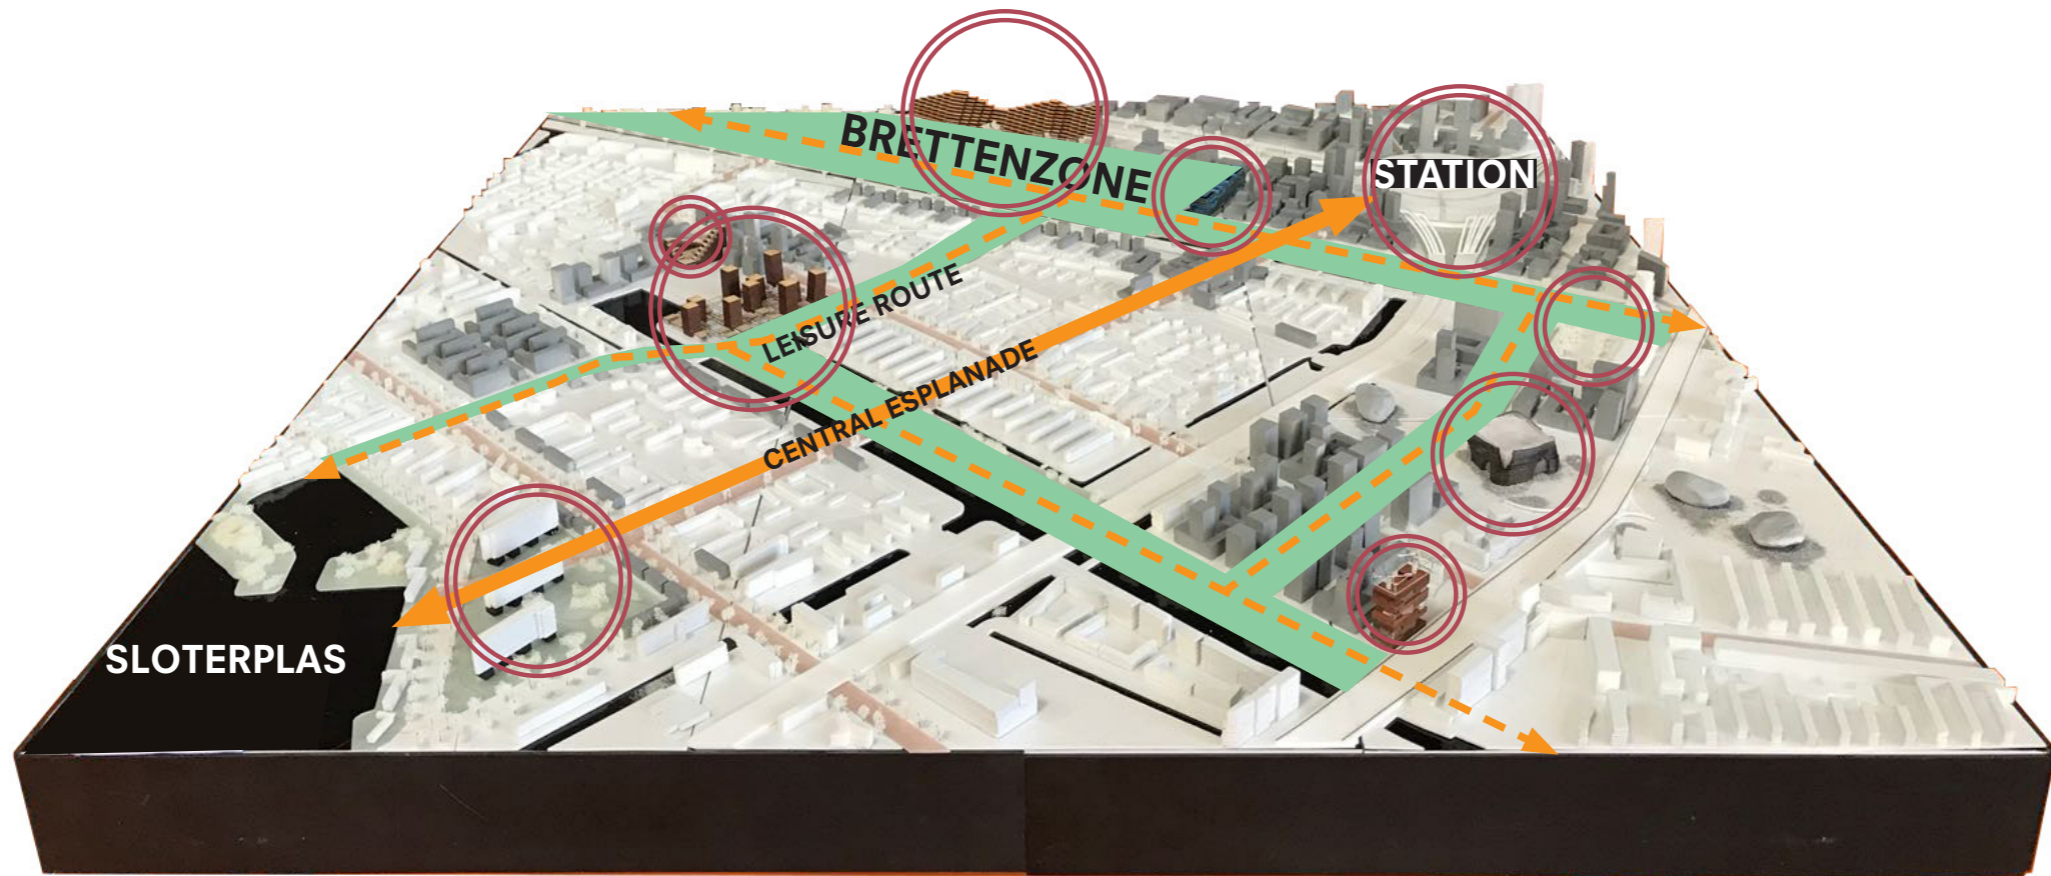 BRETTENZONE
STATION
LEISURE ROUTE
CENTRAL ESPLANADE
SLOTERPLAS